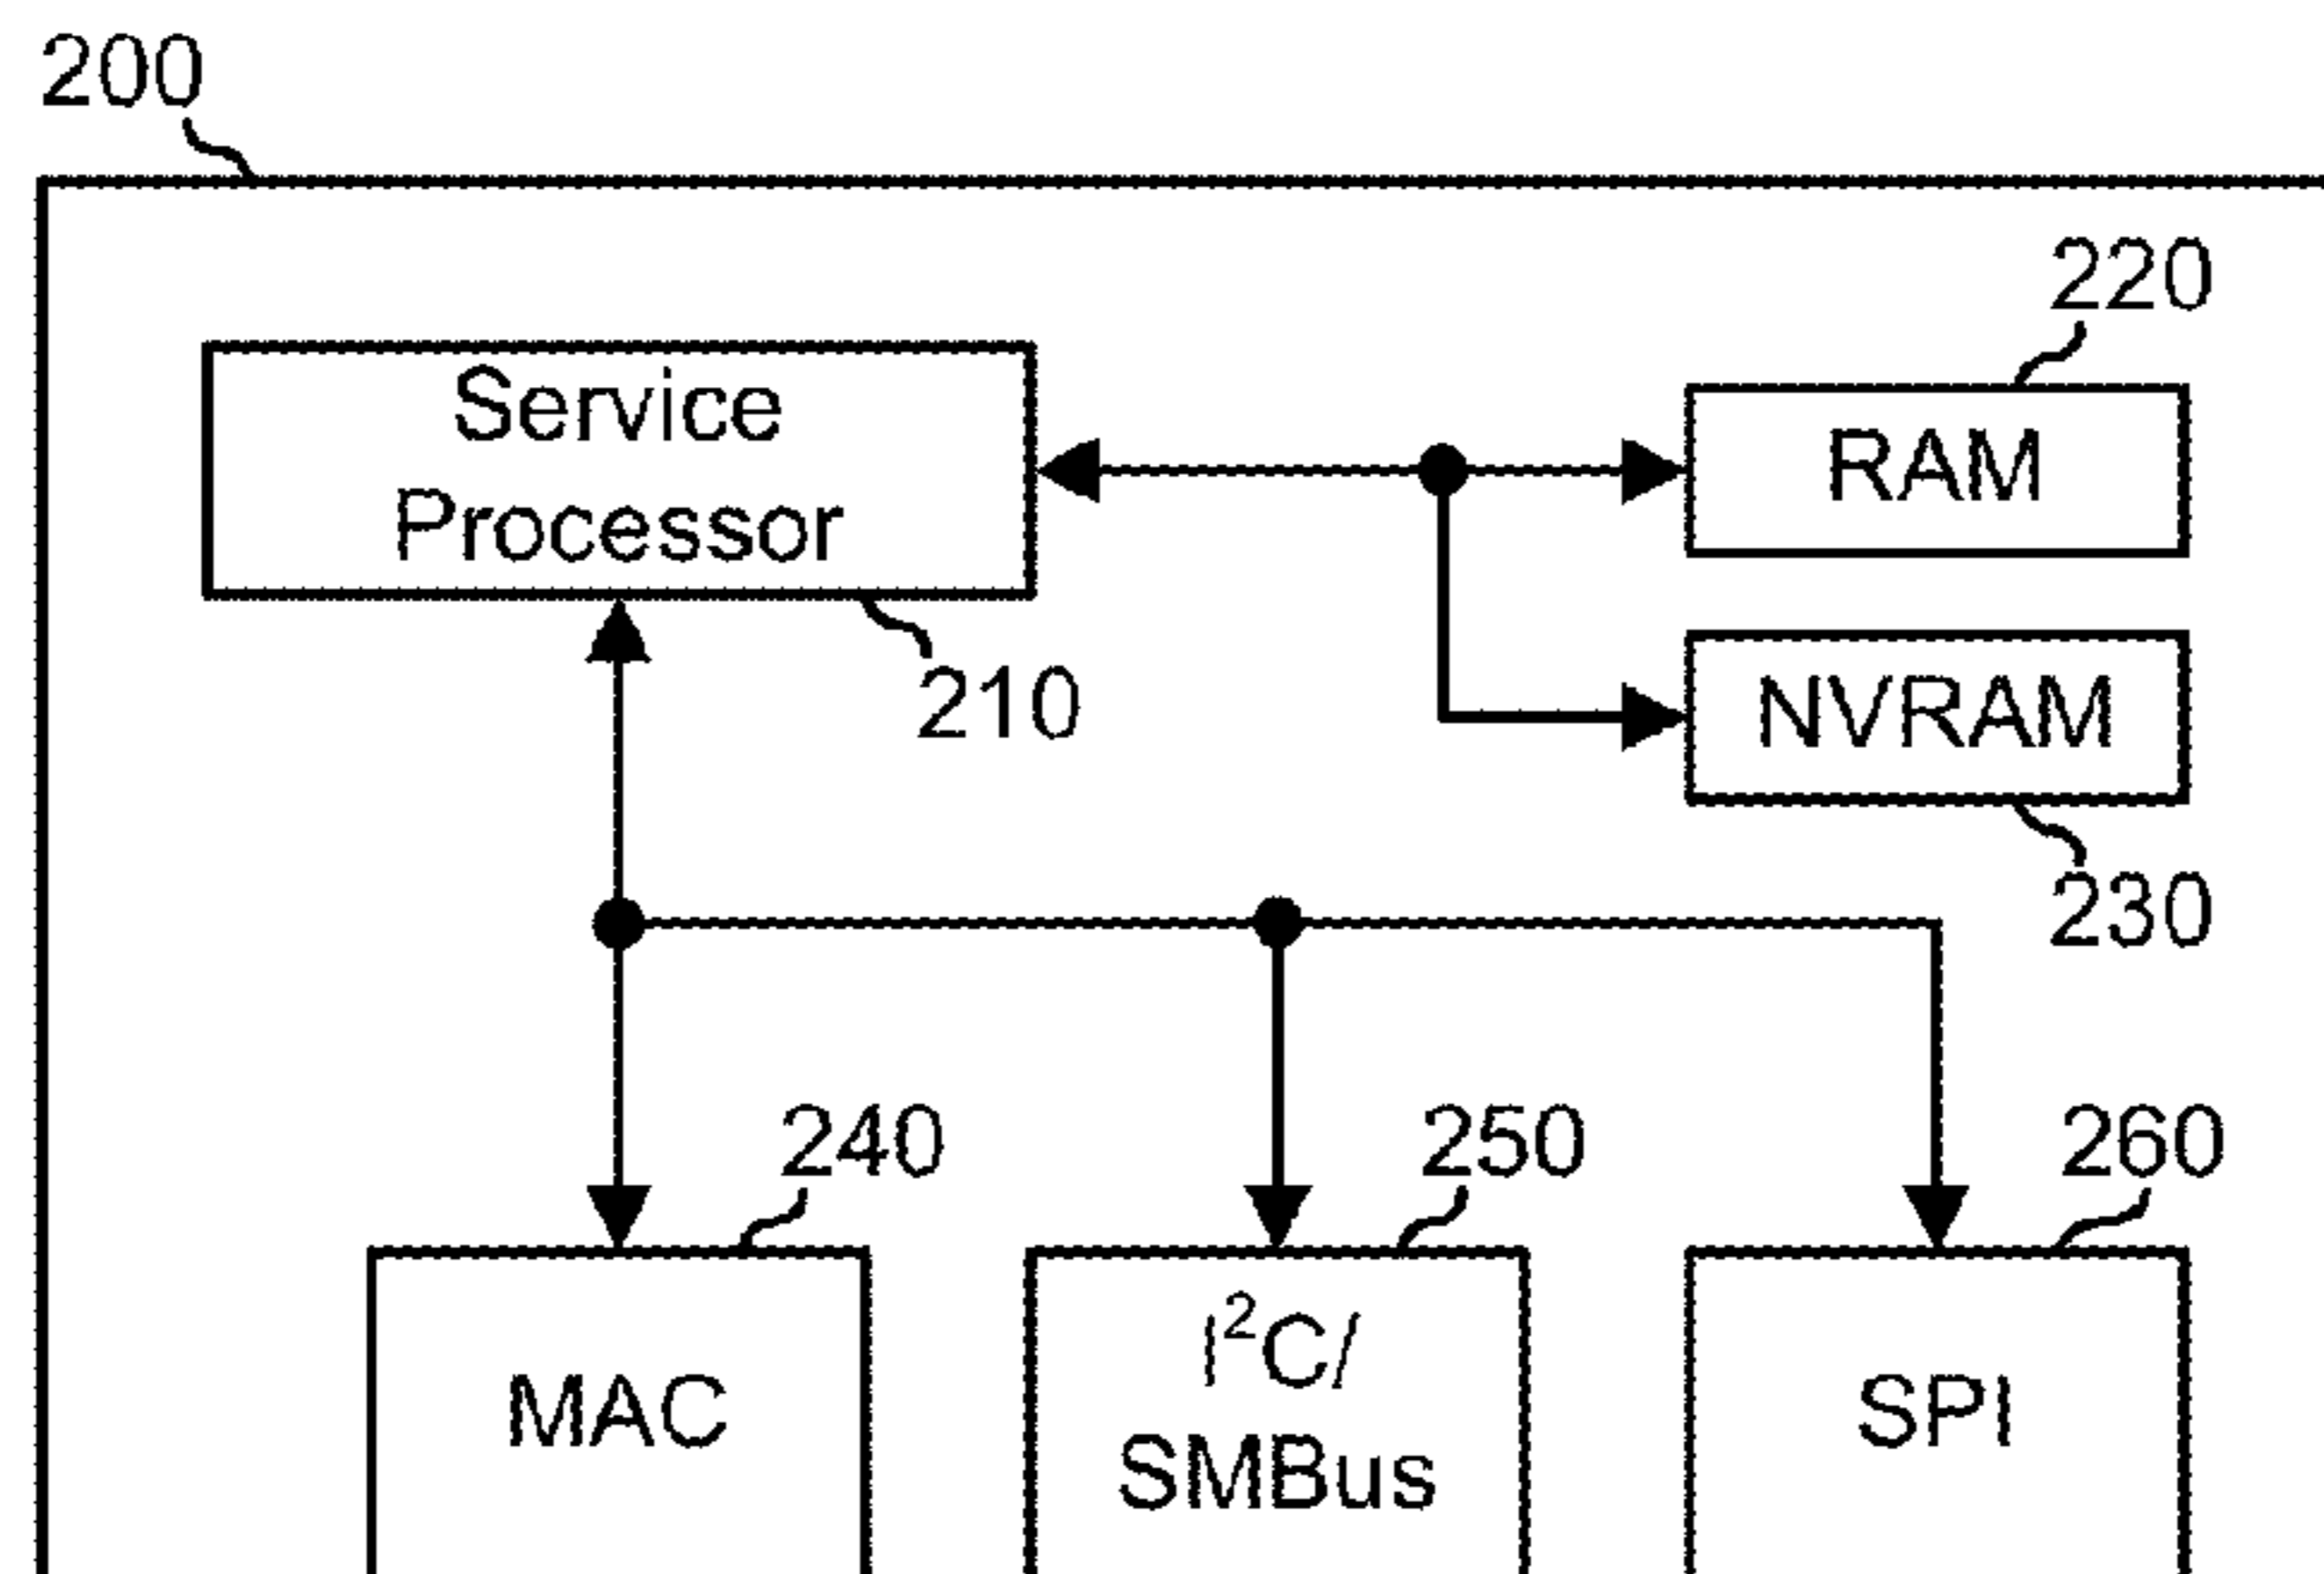 200
220
Service
Processor
RAM
210
NVRAM
230
240
250
260
MAC
I²C/
SMBus
SPI